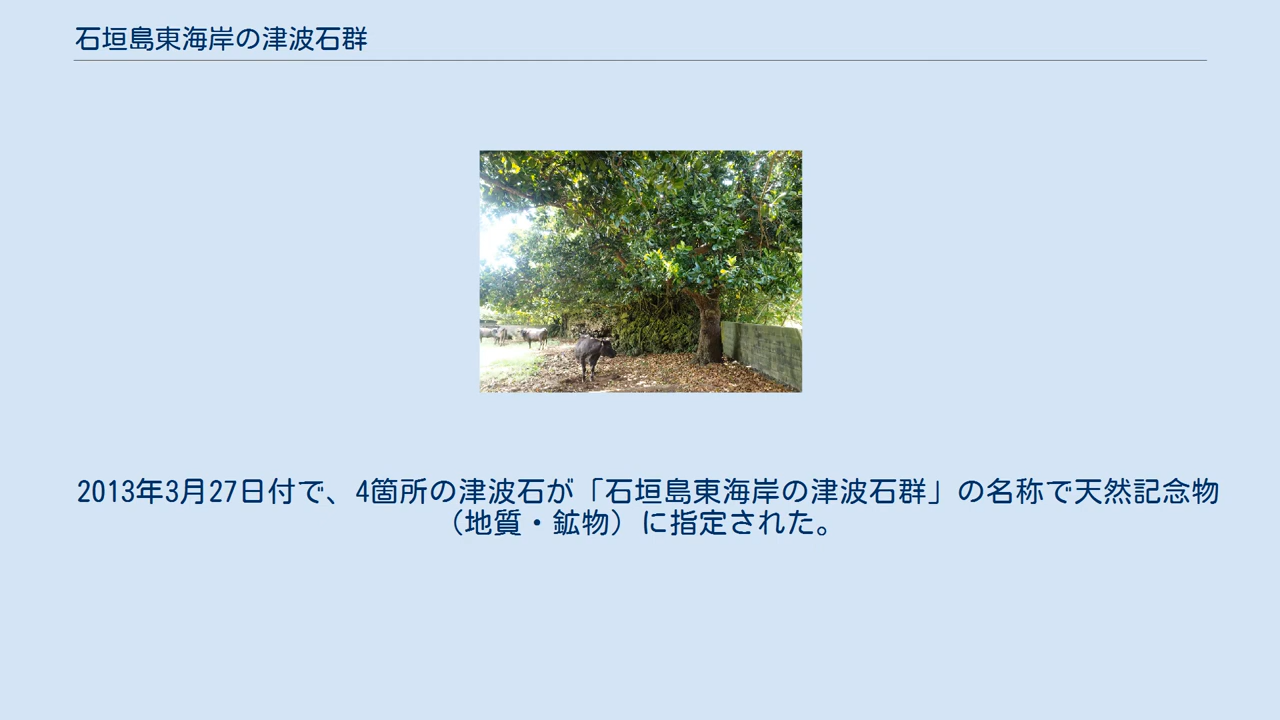 石垣島東海岸の津波石群
2013年3月27日付で、4箇所の津波石が「石垣島東海岸の津波石群」の名称で天然記念物
（地質・鉱物）に指定された。